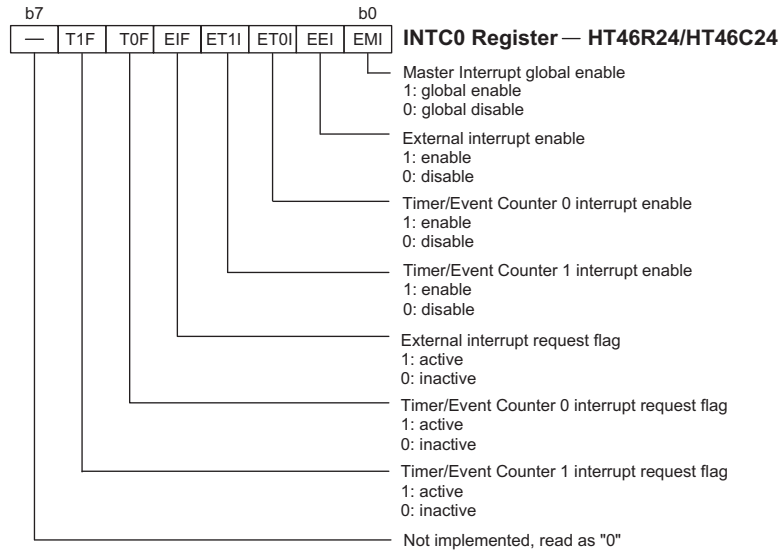 b7 b0
— T1F T0F EIF ET1I ET0I EEI EMI INTC0 Register — HT46R24/HT46C24
Master Interrupt global enable
1: global enable
0: global disable
External interrupt enable
1: enable
0: disable
Timer/Event Counter 0 interrupt enable
1: enable
0: disable
Timer/Event Counter 1 interrupt enable
1: enable
0: disable
External interrupt request flag
1: active
0: inactive
Timer/Event Counter 0 interrupt request flag
1: active
0: inactive
Timer/Event Counter 1 interrupt request flag
1: active
0: inactive
Not implemented, read as "0"